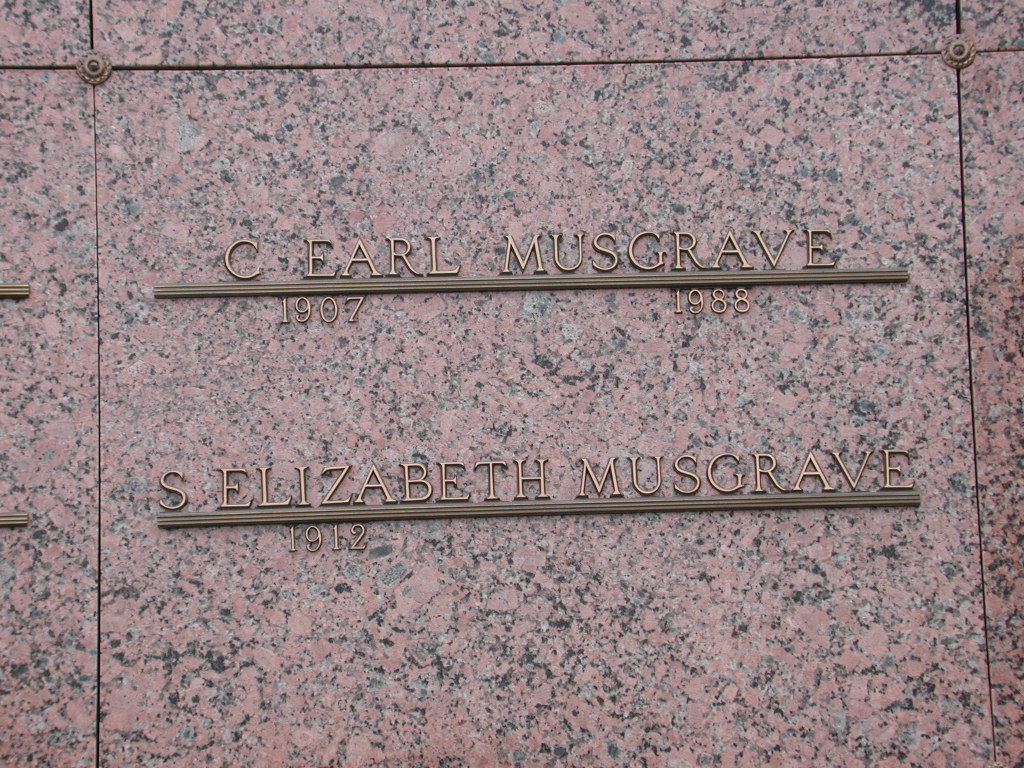 C EARL MUSGRAVE
1907 1988
S ELIZABETH MUSGRAVE
1912